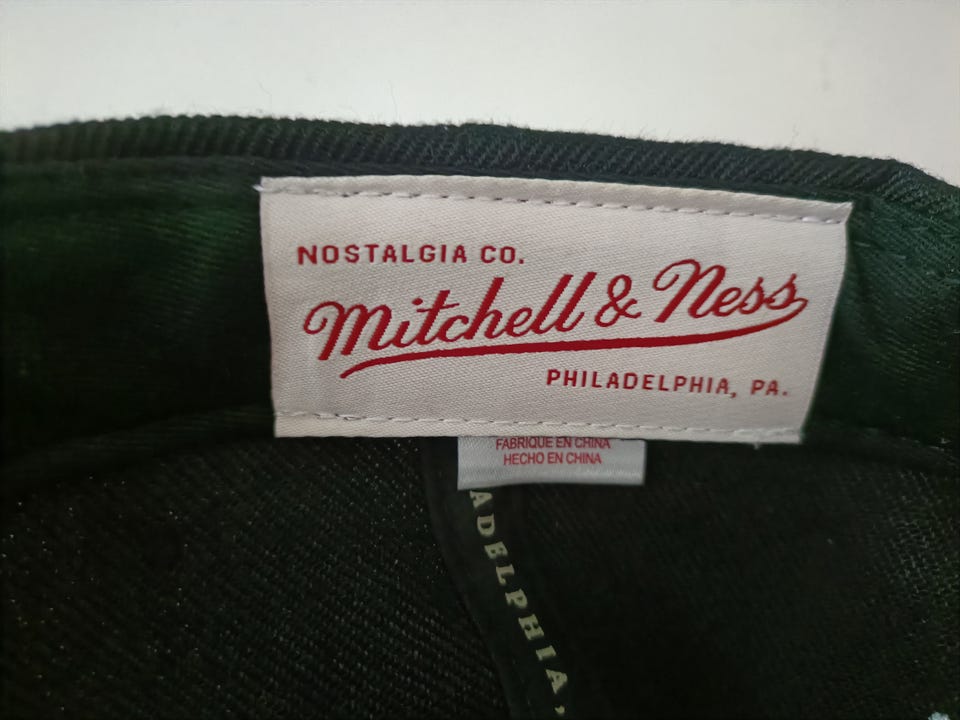 NOSTALGIA CO.
Mitchell & Ness
PHILADELPHIA, PA.
FABRIQUE EN CHINA
HECHO EN CHINA
ADELPHIA,